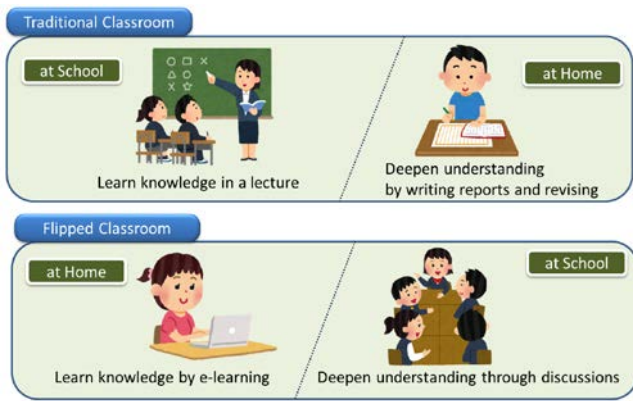 Traditional Classroom
at School
at Home
Learn knowledge in a lecture
Deepen understanding
by writing reports and revising
Flipped Classroom
at Home
at School
Learn knowledge by e-learning
Deepen understanding through discussions